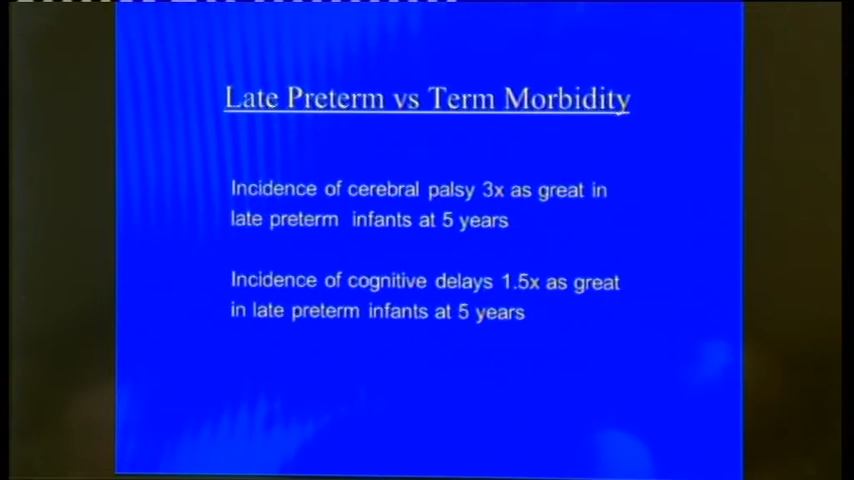 Late Preterm vs Term Morbidity
Incidence of cerebral palsy 3x as great in
late preterm infants at 5 years
Incidence of cognitive delays 1.5x as great
in late preterm infants at 5 years